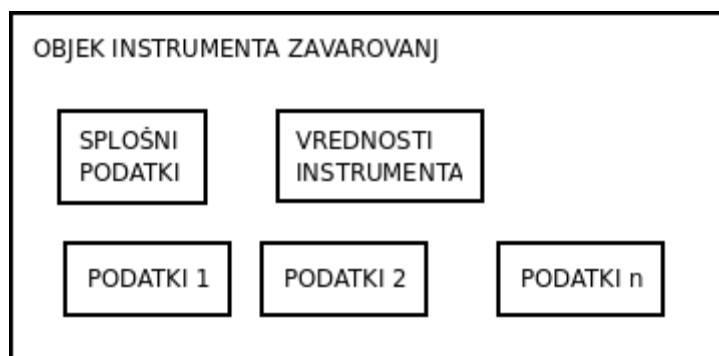 OBJEK INSTRUMENTA ZAVAROVANJ
SPLOŠNI
PODATKI
VREDNOSTI
INSTRUMENTA
PODATKI 1
PODATKI 2
PODATKI n